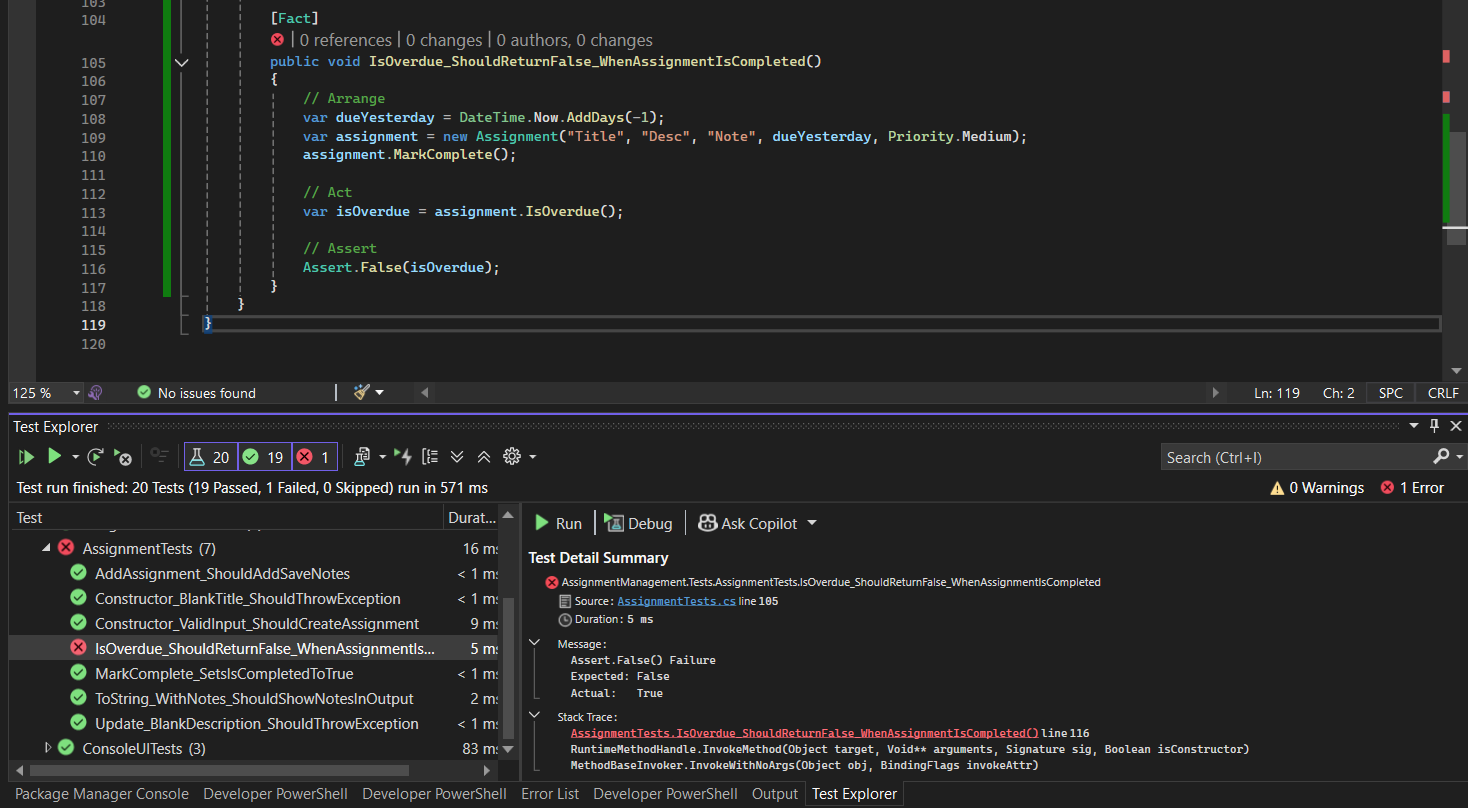 103
104 [Fact]
0 references | 0 changes | 0 authors, 0 changes
105 public void IsOverdue_ShouldReturnFalse_WhenAssignmentIsCompleted()
106 {
107 // Arrange
108 var dueYesterday = DateTime.Now.AddDays(-1);
109 var assignment = new Assignment("Title", "Desc", "Note", dueYesterday, Priority.Medium);
110 assignment.MarkComplete();
111
112 // Act
113 var isOverdue = assignment.IsOverdue();
114
115 // Assert
116 Assert.False(isOverdue);
117 }
118 }
119 }
120
125 % No issues found Ln: 119 Ch: 2 SPC CRLF
Test Explorer
20 19 1 Search (Ctrl+I)
Test run finished: 20 Tests (19 Passed, 1 Failed, 0 Skipped) run in 571 ms 0 Warnings 1 Error
Test Durat...
AssignmentTests (7) 16 ms
AddAssignment_ShouldAddSaveNotes < 1 ms
Constructor_BlankTitle_ShouldThrowException < 1 ms
Constructor_ValidInput_ShouldCreateAssignment 9 ms
IsOverdue_ShouldReturnFalse_WhenAssignmentIs... 5 ms
MarkComplete_SetsIsCompletedToTrue < 1 ms
ToString_WithNotes_ShouldShowNotesInOutput 2 ms
Update_BlankDescription_ShouldThrowException < 1 ms
ConsoleUITests (3) 83 ms
Run Debug Ask Copilot
Test Detail Summary
AssignmentManagement.Tests.AssignmentTests.IsOverdue_ShouldReturnFalse_WhenAssignmentIsCompleted
Source: AssignmentTests.cs line 105
Duration: 5 ms
Message:
Assert.False() Failure
Expected: False
Actual: True
Stack Trace:
AssignmentTests.IsOverdue_ShouldReturnFalse_WhenAssignmentIsCompleted() line 116
RuntimeMethodHandle.InvokeMethod(Object target, Void** arguments, Signature sig, Boolean isConstructor)
MethodBaseInvoker.InvokeWithNoArgs(Object obj, BindingFlags invokeAttr)
Package Manager Console Developer PowerShell Developer PowerShell Error List Developer PowerShell Output Test Explorer